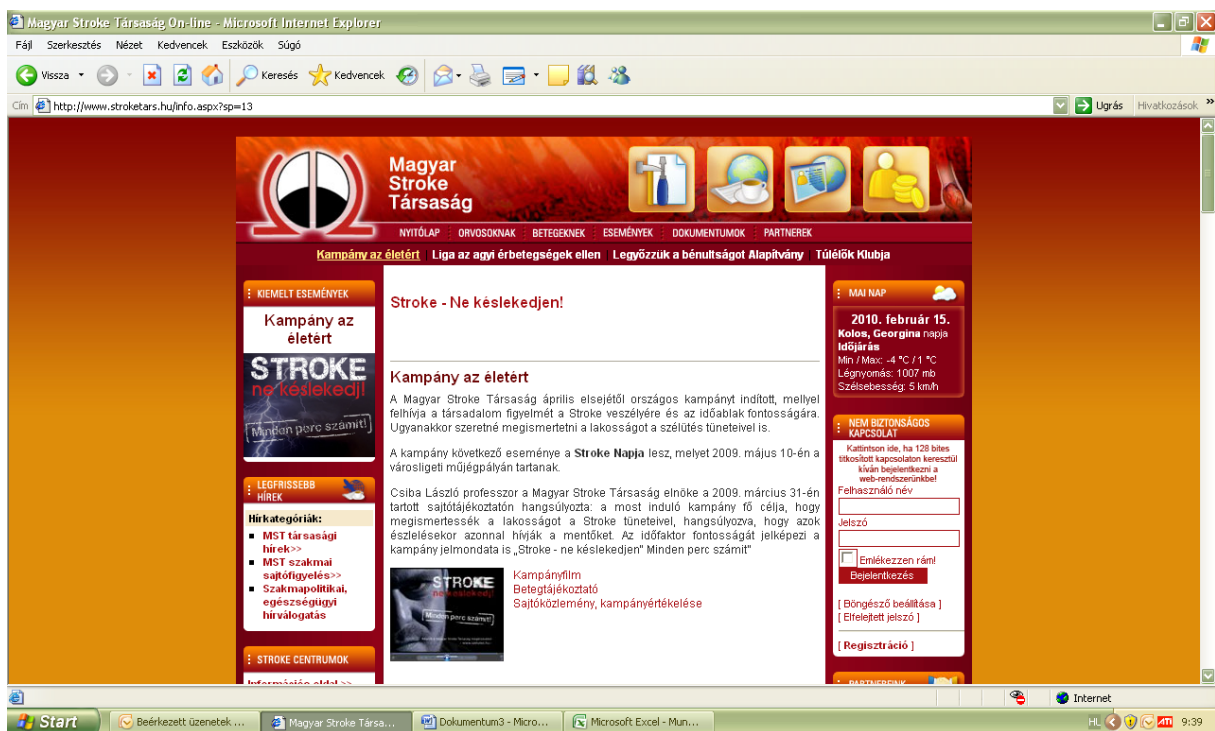 Magyar Stroke Társaság On-line - Microsoft Internet Explorer
Fájl Szerkesztés Nézet Kedvencek Eszközök Súgó
Vissza Keresés Kedvencek
Cím http://www.stroketars.hu/info.aspx?sp=13 Ugrás Hivatkozások »
Magyar
Stroke
Társaság
NYITÓLAP ORVOSOKNAK BETEGEKNEK ESEMÉNYEK DOKUMENTUMOK PARTNEREK
Kampány az életért Liga az agyi érbetegségek ellen Legyőzzük a bénultságot Alapítvány Túlélők Klubja
KIEMELT ESEMÉNYEK
Kampány az
életért
STROKE
ne késlekedj!
Minden perc számít!
LEGFRISSEBB
HÍREK
Hírkategóriák:
MST társasági
hírek>>
MST szakmai
sajtófigyelés>>
Szakmapolitikai,
egészségügyi
hírválogatás
STROKE CENTRUMOK
Információs oldal >>
Stroke - Ne késlekedjen!
Kampány az életért
A Magyar Stroke Társaság április elsejétől országos kampányt indított, mellyel
felhívja a társadalom figyelmét a Stroke veszélyére és az időablak fontosságára.
Ugyanakkor szeretné megismertetni a lakosságot a szélütés tüneteivel is.
A kampány következő eseménye a Stroke Napja lesz, melyet 2009. május 10-én a
városligeti műjégpályán tartanak.
Csiba László professzor a Magyar Stroke Társaság elnöke a 2009. március 31-én
tartott sajtótájékoztatón hangsúlyozta: a most induló kampány fő célja, hogy
megismertessék a lakosságot a Stroke tüneteivel, hangsúlyozva, hogy azok
észlelésekor azonnal hívják a mentőket. Az időfaktor fontosságát jelképezi a
kampány jelmondata is „Stroke - ne késlekedjen" Minden perc számít"
STROKE
ne késlekedj!
Minden perc számít!
Kampányfilm
Betegtájékoztató
Sajtóközlemény, kampányértékelése
MAI NAP
2010. február 15.
Kolos, Georgina napja
Időjárás
Min / Max: -4 °C / 1 °C
Légnyomás: 1007 mb
Szélsebesség: 5 km/h
NEM BIZTONSÁGOS
KAPCSOLAT
Kattintson ide, ha 128 bites
titkosított kapcsolaton keresztül
kíván bejelentkezni a
web-rendszerünkbe!
Felhasználó név
Jelszó
Emlékezzen rám!
Bejelentkezés
[ Böngésző beállítása ]
[ Elfelejtett jelszó ]
[ Regisztráció ]
PARTNEREINK
Internet
Start Beérkezett üzenetek ... Magyar Stroke Társa... Dokumentum3 - Micro... Microsoft Excel - Mun... HU ATI 9:39